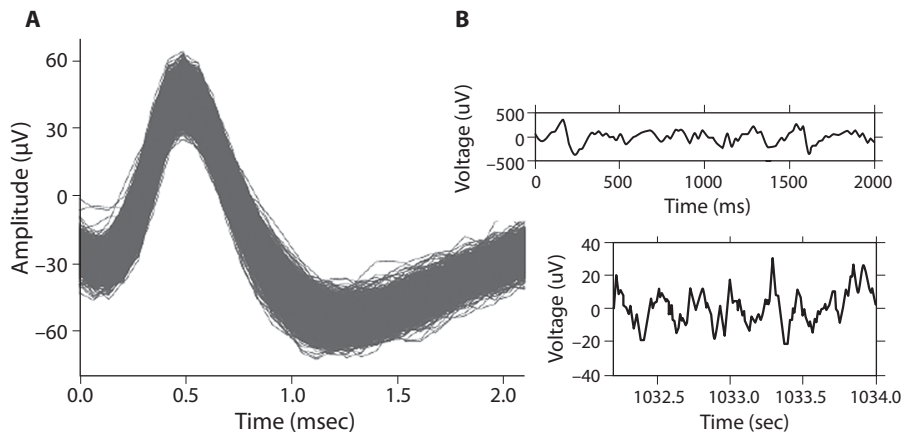 A
Amplitude (μV)
60
30
0
−30
−60
0.0 0.5 1.0 1.5 2.0
Time (msec)
B
Voltage (uV)
500
0
−500
0 500 1000 1500 2000
Time (ms)
Voltage (uV)
40
20
0
−20
−40
1032.5 1033.0 1033.5 1034.0
Time (sec)